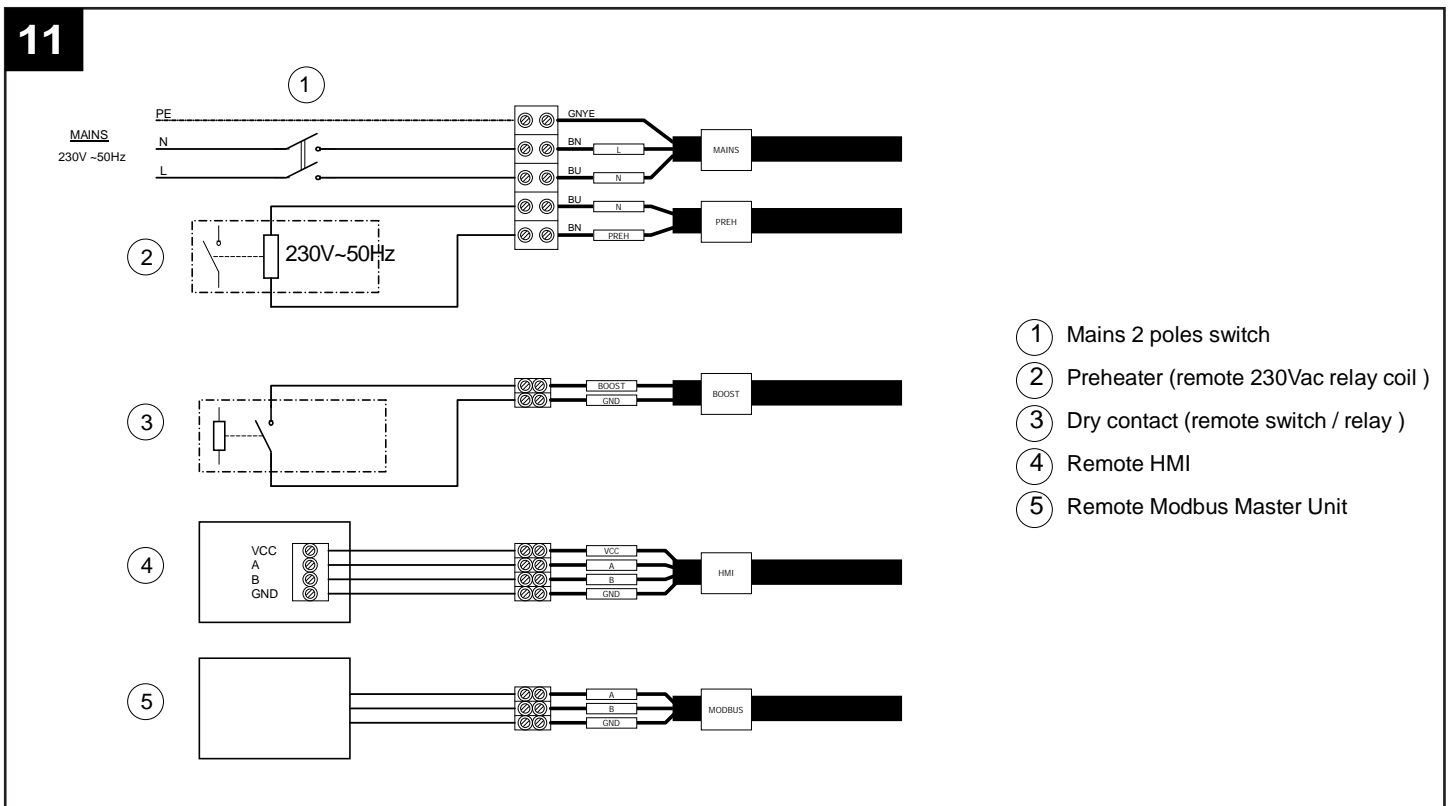 11
1
PE
GNYE
MAINS
230V ~50Hz
N
BN
L
MAINS
L
BU
N
BU
N
PREH
2
230V~50Hz
BN
PREH
1 Mains 2 poles switch
2 Preheater (remote 230Vac relay coil )
3 Dry contact (remote switch / relay )
4 Remote HMI
5 Remote Modbus Master Unit
3
BOOST
GND
BOOST
4
VCC
A
B
GND
VCC
A
B
GND
HMI
5
A
B
GND
MODBUS